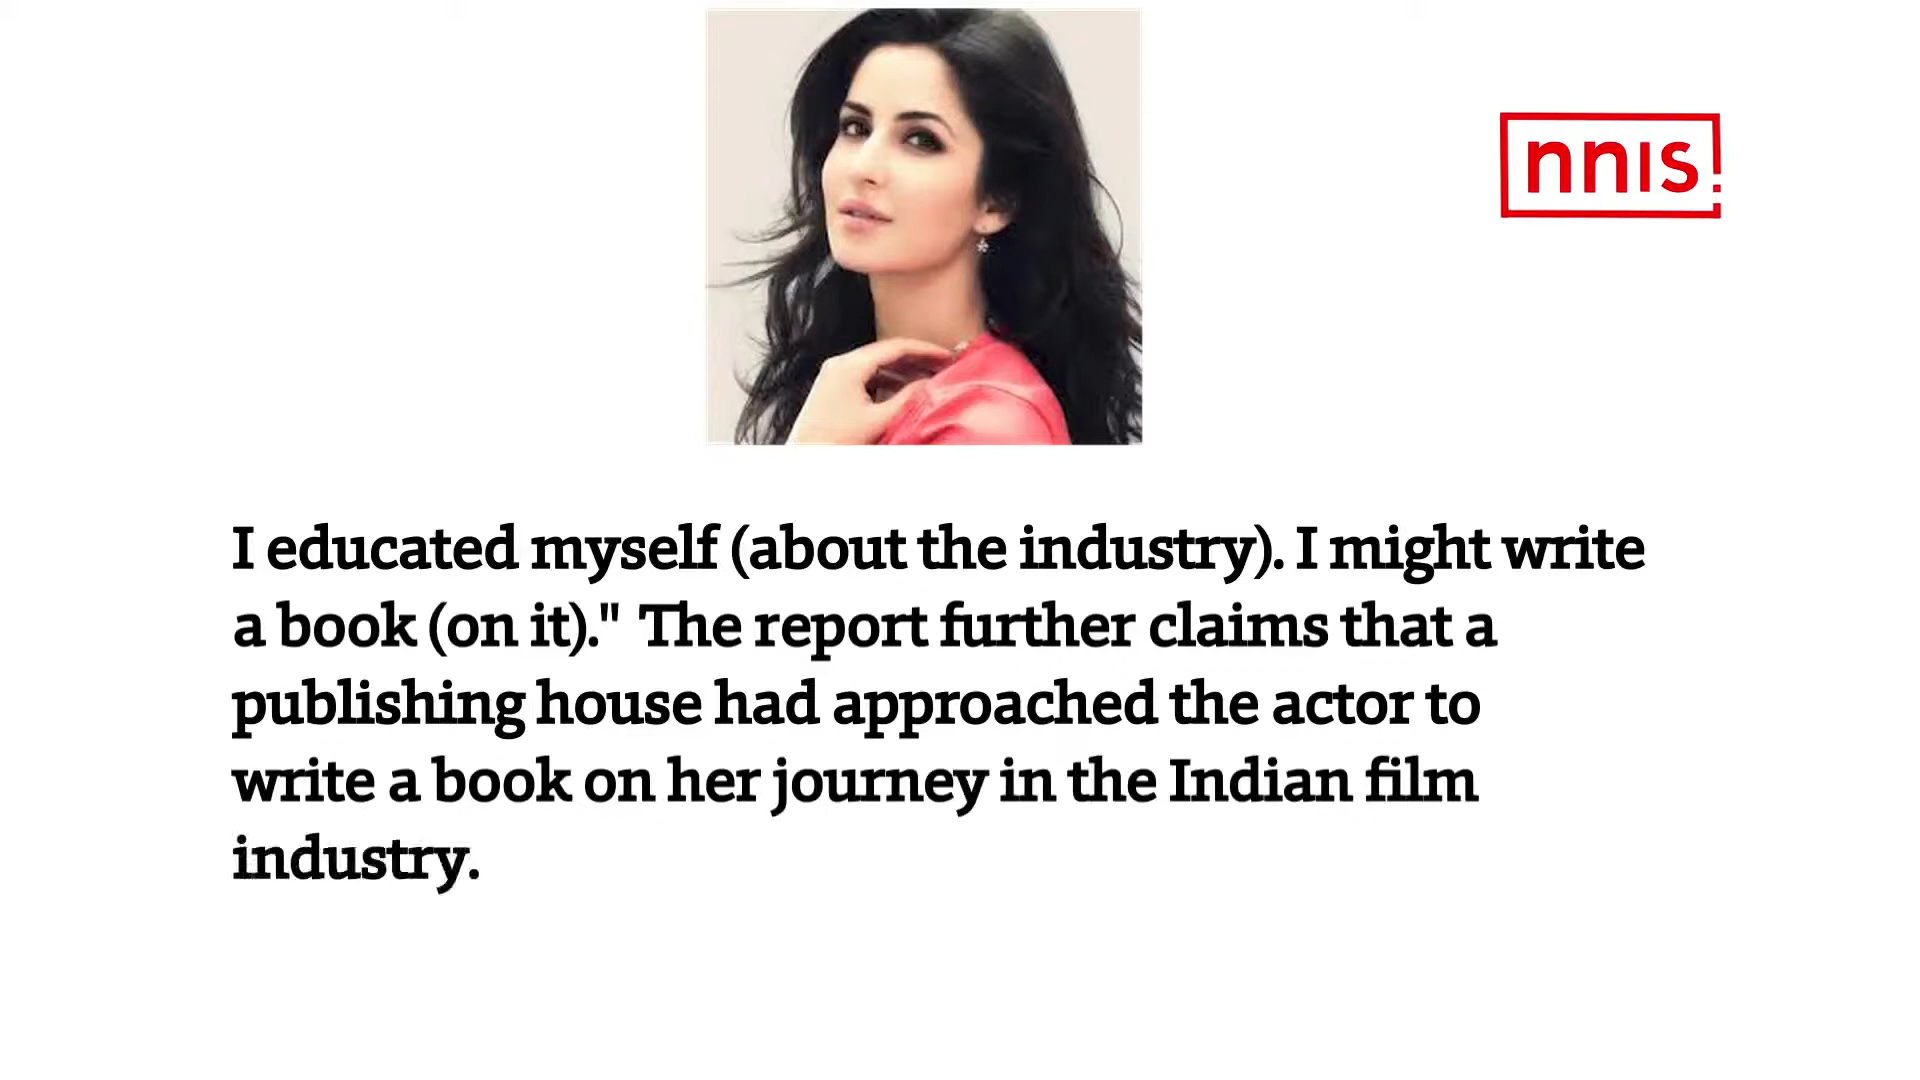 nnis
I educated myself (about the industry). I might write
a book (on it)." The report further claims that a
publishing house had approached the actor to
write a book on her journey in the Indian film
industry.